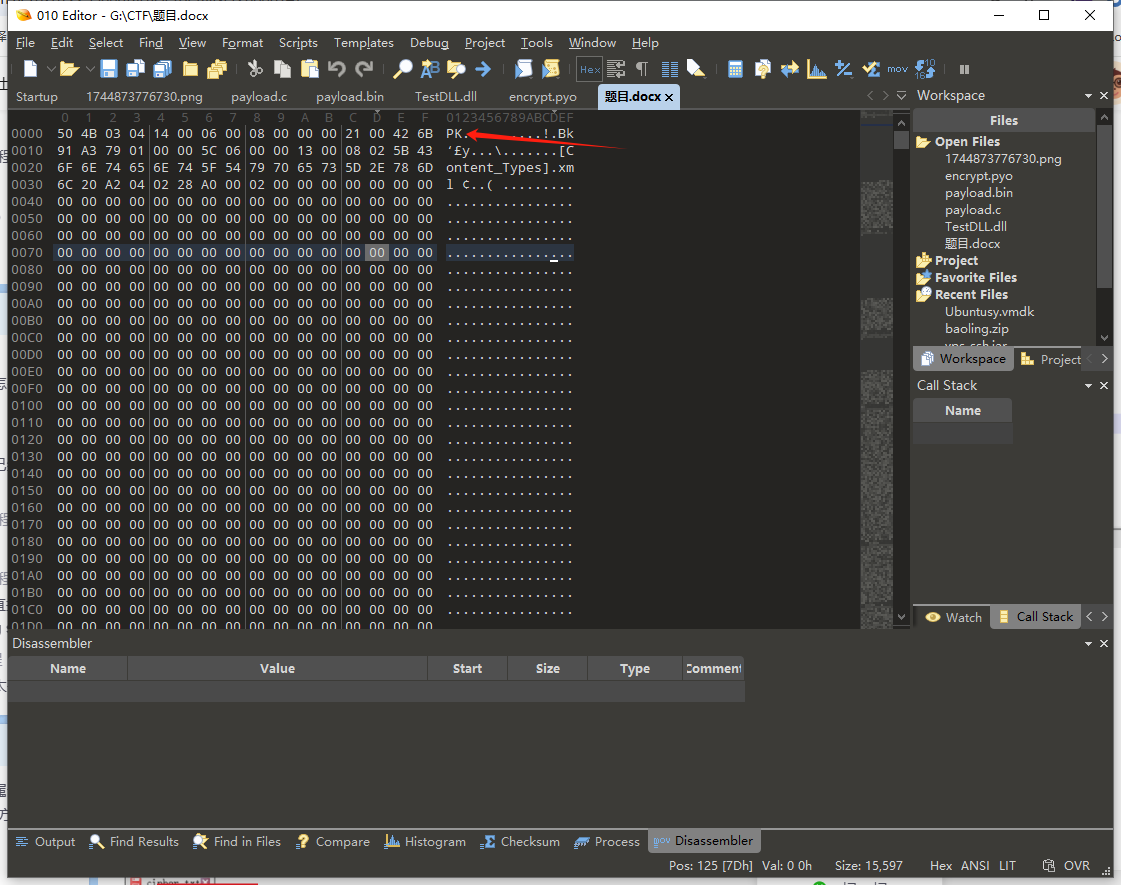 010 Editor - G:\CTF\题目.docx
File Edit Select Find View Format Scripts Templates Debug Project Tools Window Help
Hex mov
Startup 1744873776730.png payload.c payload.bin TestDLL.dll encrypt.pyo 题目.docx
0 1 2 3 4 5 6 7 8 9 A B C D E F 0123456789ABCDEF
0000 50 4B 03 04 14 00 06 00 08 00 00 00 21 00 42 6B PK..........!.Bk
0010 91 A3 79 01 00 00 5C 06 00 00 13 00 08 02 5B 43 ‘£y...\.......[C
0020 6F 6E 74 65 6E 74 5F 54 79 70 65 73 5D 2E 78 6D ontent_Types].xm
0030 6C 20 A2 04 02 28 A0 00 02 00 00 00 00 00 00 00 l ¢..( .........
0040 00 00 00 00 00 00 00 00 00 00 00 00 00 00 00 00 ................
0050 00 00 00 00 00 00 00 00 00 00 00 00 00 00 00 00 ................
0060 00 00 00 00 00 00 00 00 00 00 00 00 00 00 00 00 ................
0070 00 00 00 00 00 00 00 00 00 00 00 00 00 00 00 00 ................
0080 00 00 00 00 00 00 00 00 00 00 00 00 00 00 00 00 ................
0090 00 00 00 00 00 00 00 00 00 00 00 00 00 00 00 00 ................
00A0 00 00 00 00 00 00 00 00 00 00 00 00 00 00 00 00 ................
00B0 00 00 00 00 00 00 00 00 00 00 00 00 00 00 00 00 ................
00C0 00 00 00 00 00 00 00 00 00 00 00 00 00 00 00 00 ................
00D0 00 00 00 00 00 00 00 00 00 00 00 00 00 00 00 00 ................
00E0 00 00 00 00 00 00 00 00 00 00 00 00 00 00 00 00 ................
00F0 00 00 00 00 00 00 00 00 00 00 00 00 00 00 00 00 ................
0100 00 00 00 00 00 00 00 00 00 00 00 00 00 00 00 00 ................
0110 00 00 00 00 00 00 00 00 00 00 00 00 00 00 00 00 ................
0120 00 00 00 00 00 00 00 00 00 00 00 00 00 00 00 00 ................
0130 00 00 00 00 00 00 00 00 00 00 00 00 00 00 00 00 ................
0140 00 00 00 00 00 00 00 00 00 00 00 00 00 00 00 00 ................
0150 00 00 00 00 00 00 00 00 00 00 00 00 00 00 00 00 ................
0160 00 00 00 00 00 00 00 00 00 00 00 00 00 00 00 00 ................
0170 00 00 00 00 00 00 00 00 00 00 00 00 00 00 00 00 ................
0180 00 00 00 00 00 00 00 00 00 00 00 00 00 00 00 00 ................
0190 00 00 00 00 00 00 00 00 00 00 00 00 00 00 00 00 ................
01A0 00 00 00 00 00 00 00 00 00 00 00 00 00 00 00 00 ................
01B0 00 00 00 00 00 00 00 00 00 00 00 00 00 00 00 00 ................
01C0 00 00 00 00 00 00 00 00 00 00 00 00 00 00 00 00 ................
01D0 00 00 00 00 00 00 00 00 00 00 00 00 00 00 00 00
Workspace
Files
Open Files
1744873776730.png
encrypt.pyo
payload.bin
payload.c
TestDLL.dll
题目.docx
Project
Favorite Files
Recent Files
Ubuntusy.vmdk
baoling.zip
Workspace Project
Call Stack
Name
Watch Call Stack
Disassembler
Name Value Start Size Type Comment
Output Find Results Find in Files Compare Histogram Checksum Process Disassembler
Pos: 125 [7Dh] Val: 0 0h Size: 15,597 Hex ANSI LIT OVR